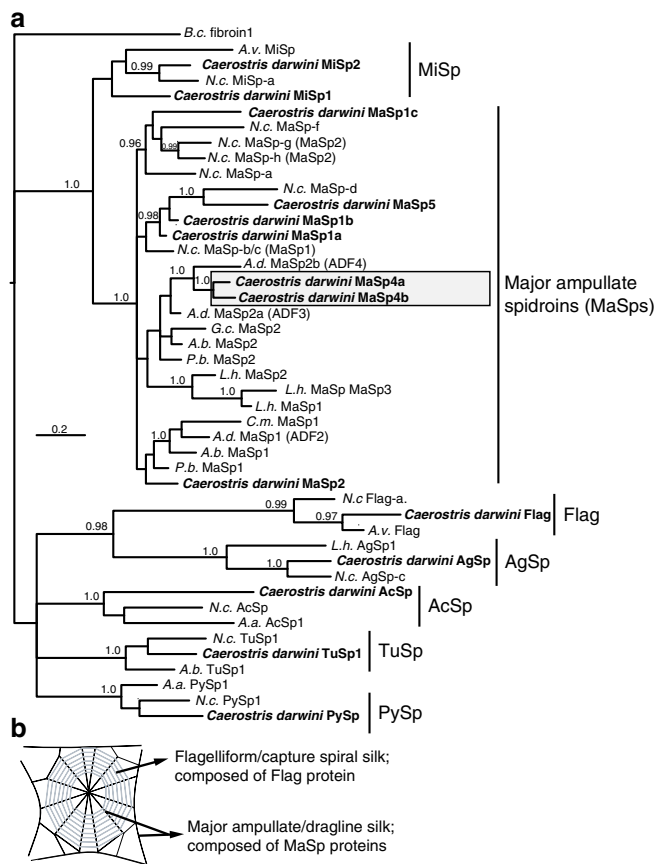 a
B.c. fibroin1
A.v. MiSp
0.99
Caerostris darwini MiSp2
N.c. MiSp-a
Caerostris darwini MiSp1
MiSp
Caerostris darwini MaSp1c
0.96
N.c. MaSp-f
0.99
N.c. MaSp-g (MaSp2)
N.c. MaSp-h (MaSp2)
N.c. MaSp-a
1.0
1.0
N.c. MaSp-d
Caerostris darwini MaSp5
0.98
Caerostris darwini MaSp1b
Caerostris darwini MaSp1a
N.c. MaSp-b/c (MaSp1)
1.0
A.d. MaSp2b (ADF4)
1.0
Caerostris darwini MaSp4a
Caerostris darwini MaSp4b
Major ampullate
spidroins (MaSps)
1.0
A.d. MaSp2a (ADF3)
G.c. MaSp2
A.b. MaSp2
P.b. MaSp2
1.0
L.h. MaSp2
1.0
L.h. MaSp MaSp3
L.h. MaSp1
0.2
C.m. MaSp1
1.0
A.d. MaSp1 (ADF2)
A.b. MaSp1
P.b. MaSp1
Caerostris darwini MaSp2
0.99
N.c Flag-a.
0.97
Caerostris darwini Flag
A.v. Flag
Flag
0.98
L.h. AgSp1
1.0
1.0
Caerostris darwini AgSp
N.c. AgSp-c
AgSp
Caerostris darwini AcSp
1.0
N.c. AcSp
A.a. AcSp1
AcSp
N.c. TuSp1
1.0
Caerostris darwini TuSp1
A.b. TuSp1
TuSp
A.a. PySp1
1.0
N.c. PySp1
Caerostris darwini PySp
PySp
b
Flagelliform/capture spiral silk;
composed of Flag protein
Major ampullate/dragline silk;
composed of MaSp proteins